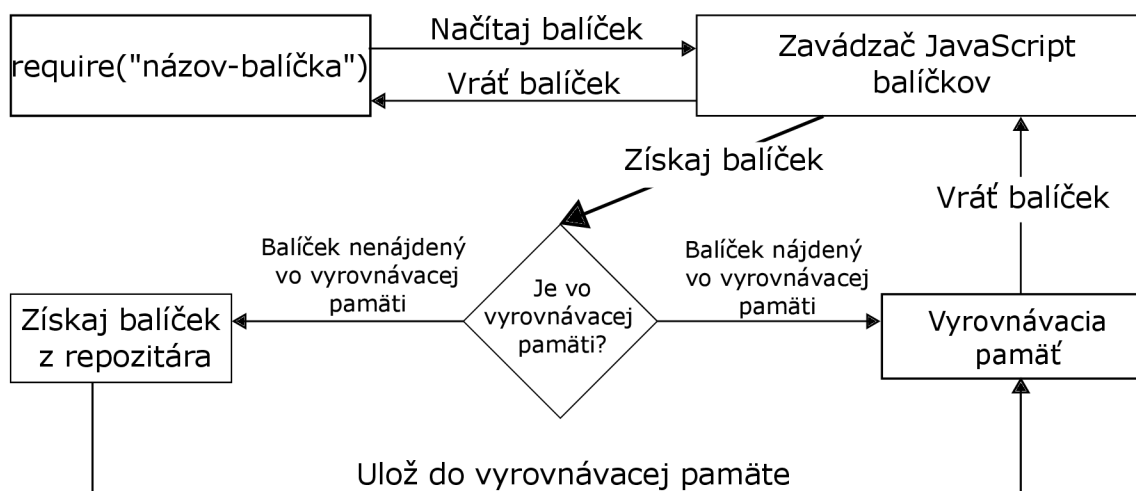 require("názov-balíčka")
Načítaj balíček
Vráť balíček
Zavádzač JavaScript
balíčkov
Získaj balíček
Vráť balíček
Balíček nenájdený
vo vyrovnávacej
pamäti
Je vo
vyrovnávacej
pamäti?
Balíček nájdený
vo vyrovnávacej
pamäti
Získaj balíček
z repozitára
Vyrovnávacia
pamäť
Ulož do vyrovnávacej pamäte